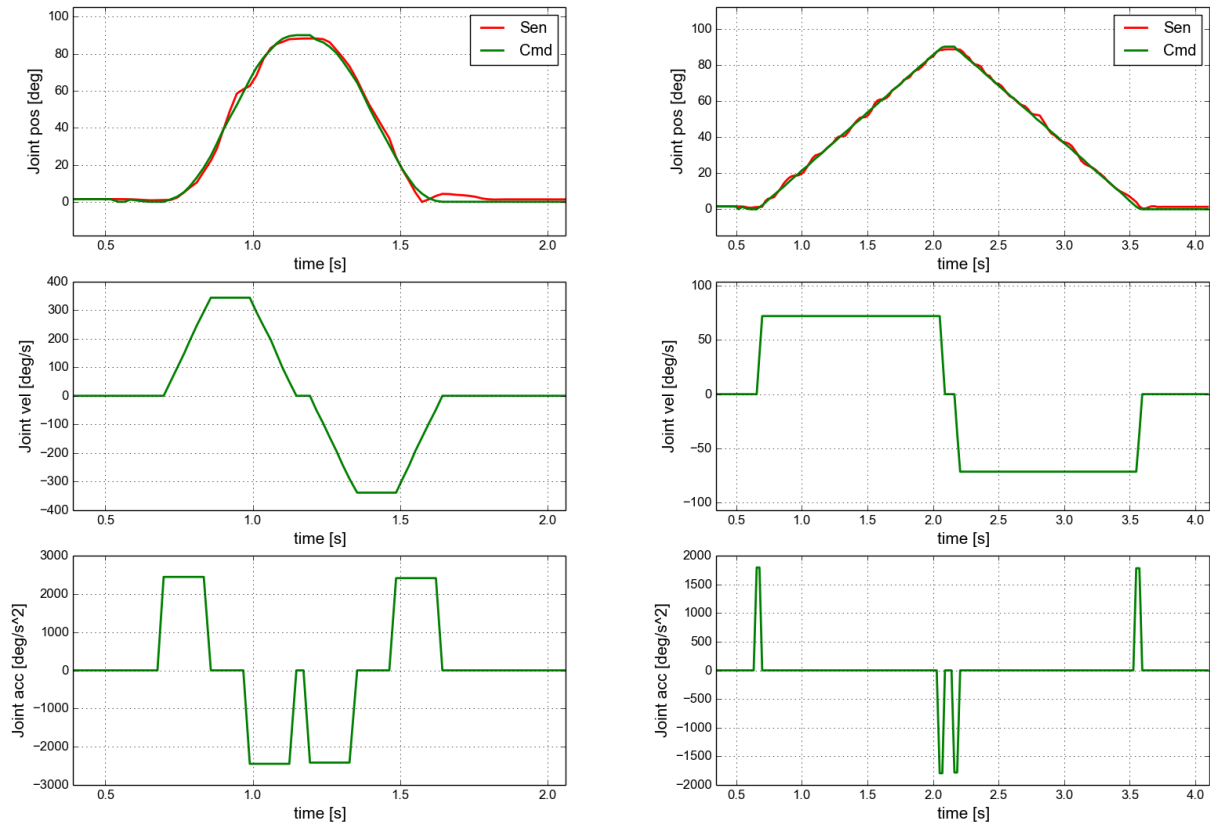 Sen
Cmd
100
80
60
40
20
0
Joint pos [deg]
0.5 1.0 1.5 2.0
time [s]
Sen
Cmd
100
80
60
40
20
0
Joint pos [deg]
0.5 1.0 1.5 2.0 2.5 3.0 3.5 4.0
time [s]
400
300
200
100
0
−100
−200
−300
−400
Joint vel [deg/s]
0.5 1.0 1.5 2.0
time [s]
100
50
0
−50
−100
Joint vel [deg/s]
0.5 1.0 1.5 2.0 2.5 3.0 3.5 4.0
time [s]
3000
2000
1000
0
−1000
−2000
−3000
Joint acc [deg/s^2]
0.5 1.0 1.5 2.0
time [s]
2000
1500
1000
500
0
−500
−1000
−1500
−2000
Joint acc [deg/s^2]
0.5 1.0 1.5 2.0 2.5 3.0 3.5 4.0
time [s]